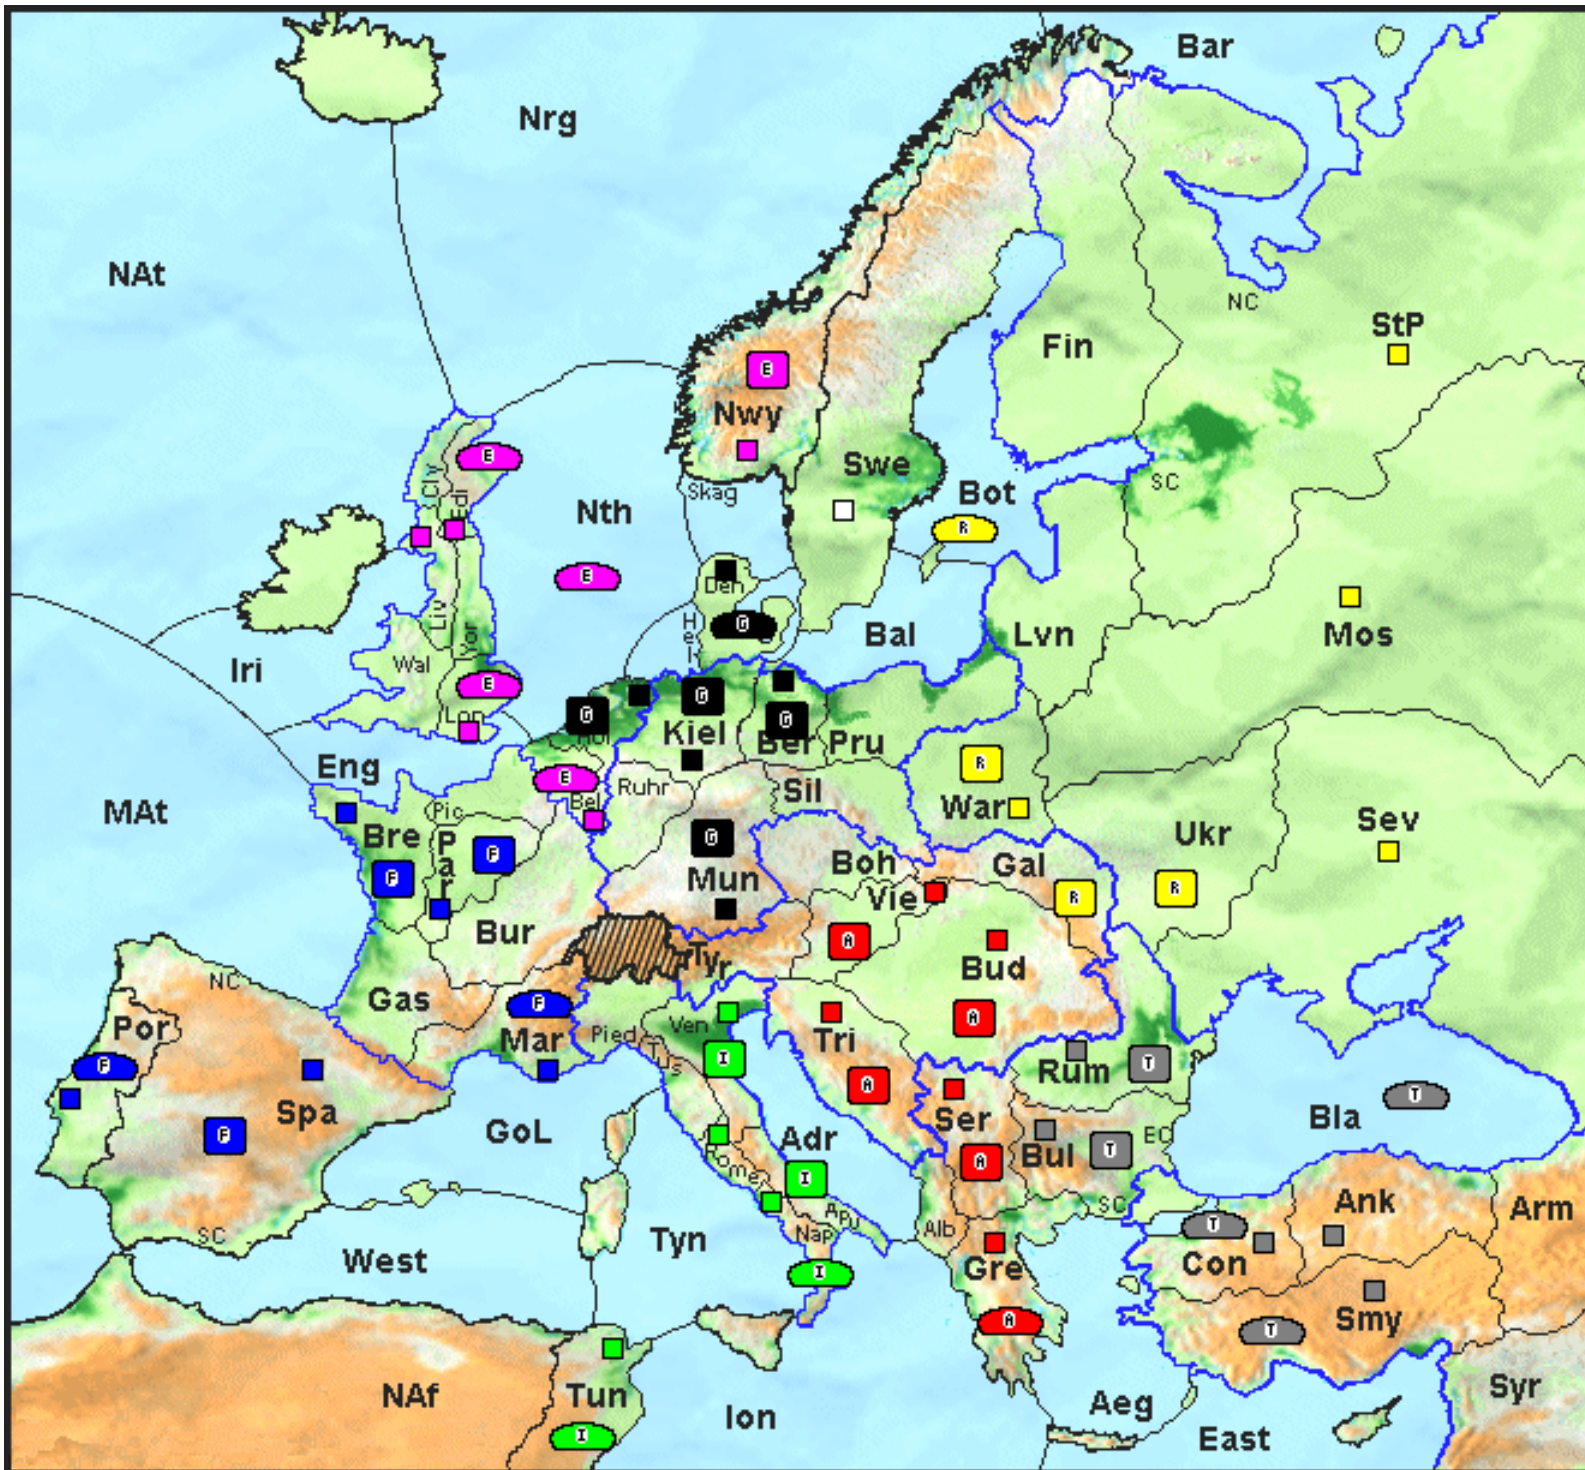 Bar
Nrg
NAt
NC
StP
Fin
E
Nwy
E
Swe
Skag
Cly
Edi
Nth
Bot
SC
R
E
Den
G
Hel
Bal
Lvn
Mos
Liv
Yor
Wal
Iri
E
Lon
G
Hol
G
Kiel
G
Ber
Pru
Eng
E
Bel
Ruhr
Sil
R
War
MAt
Pic
Bre
Par
F
F
G
Mun
Boh
Gal
Ukr
Sev
Vie
R
R
Bur
Tyr
A
Bud
NC
Gas
F
Mar
Por
F
Pied
Ven
Tus
I
Tri
A
A
Rum
T
Spa
F
GoL
Ser
T
Bla
Adr
A
Bul
T
EC
Rome
I
Apu
Nap
Alb
SC
Ank
Arm
SC
West
Tyn
I
Gre
T
Con
A
T
Smy
NAf
Tun
I
Ion
Aeg
East
Syr